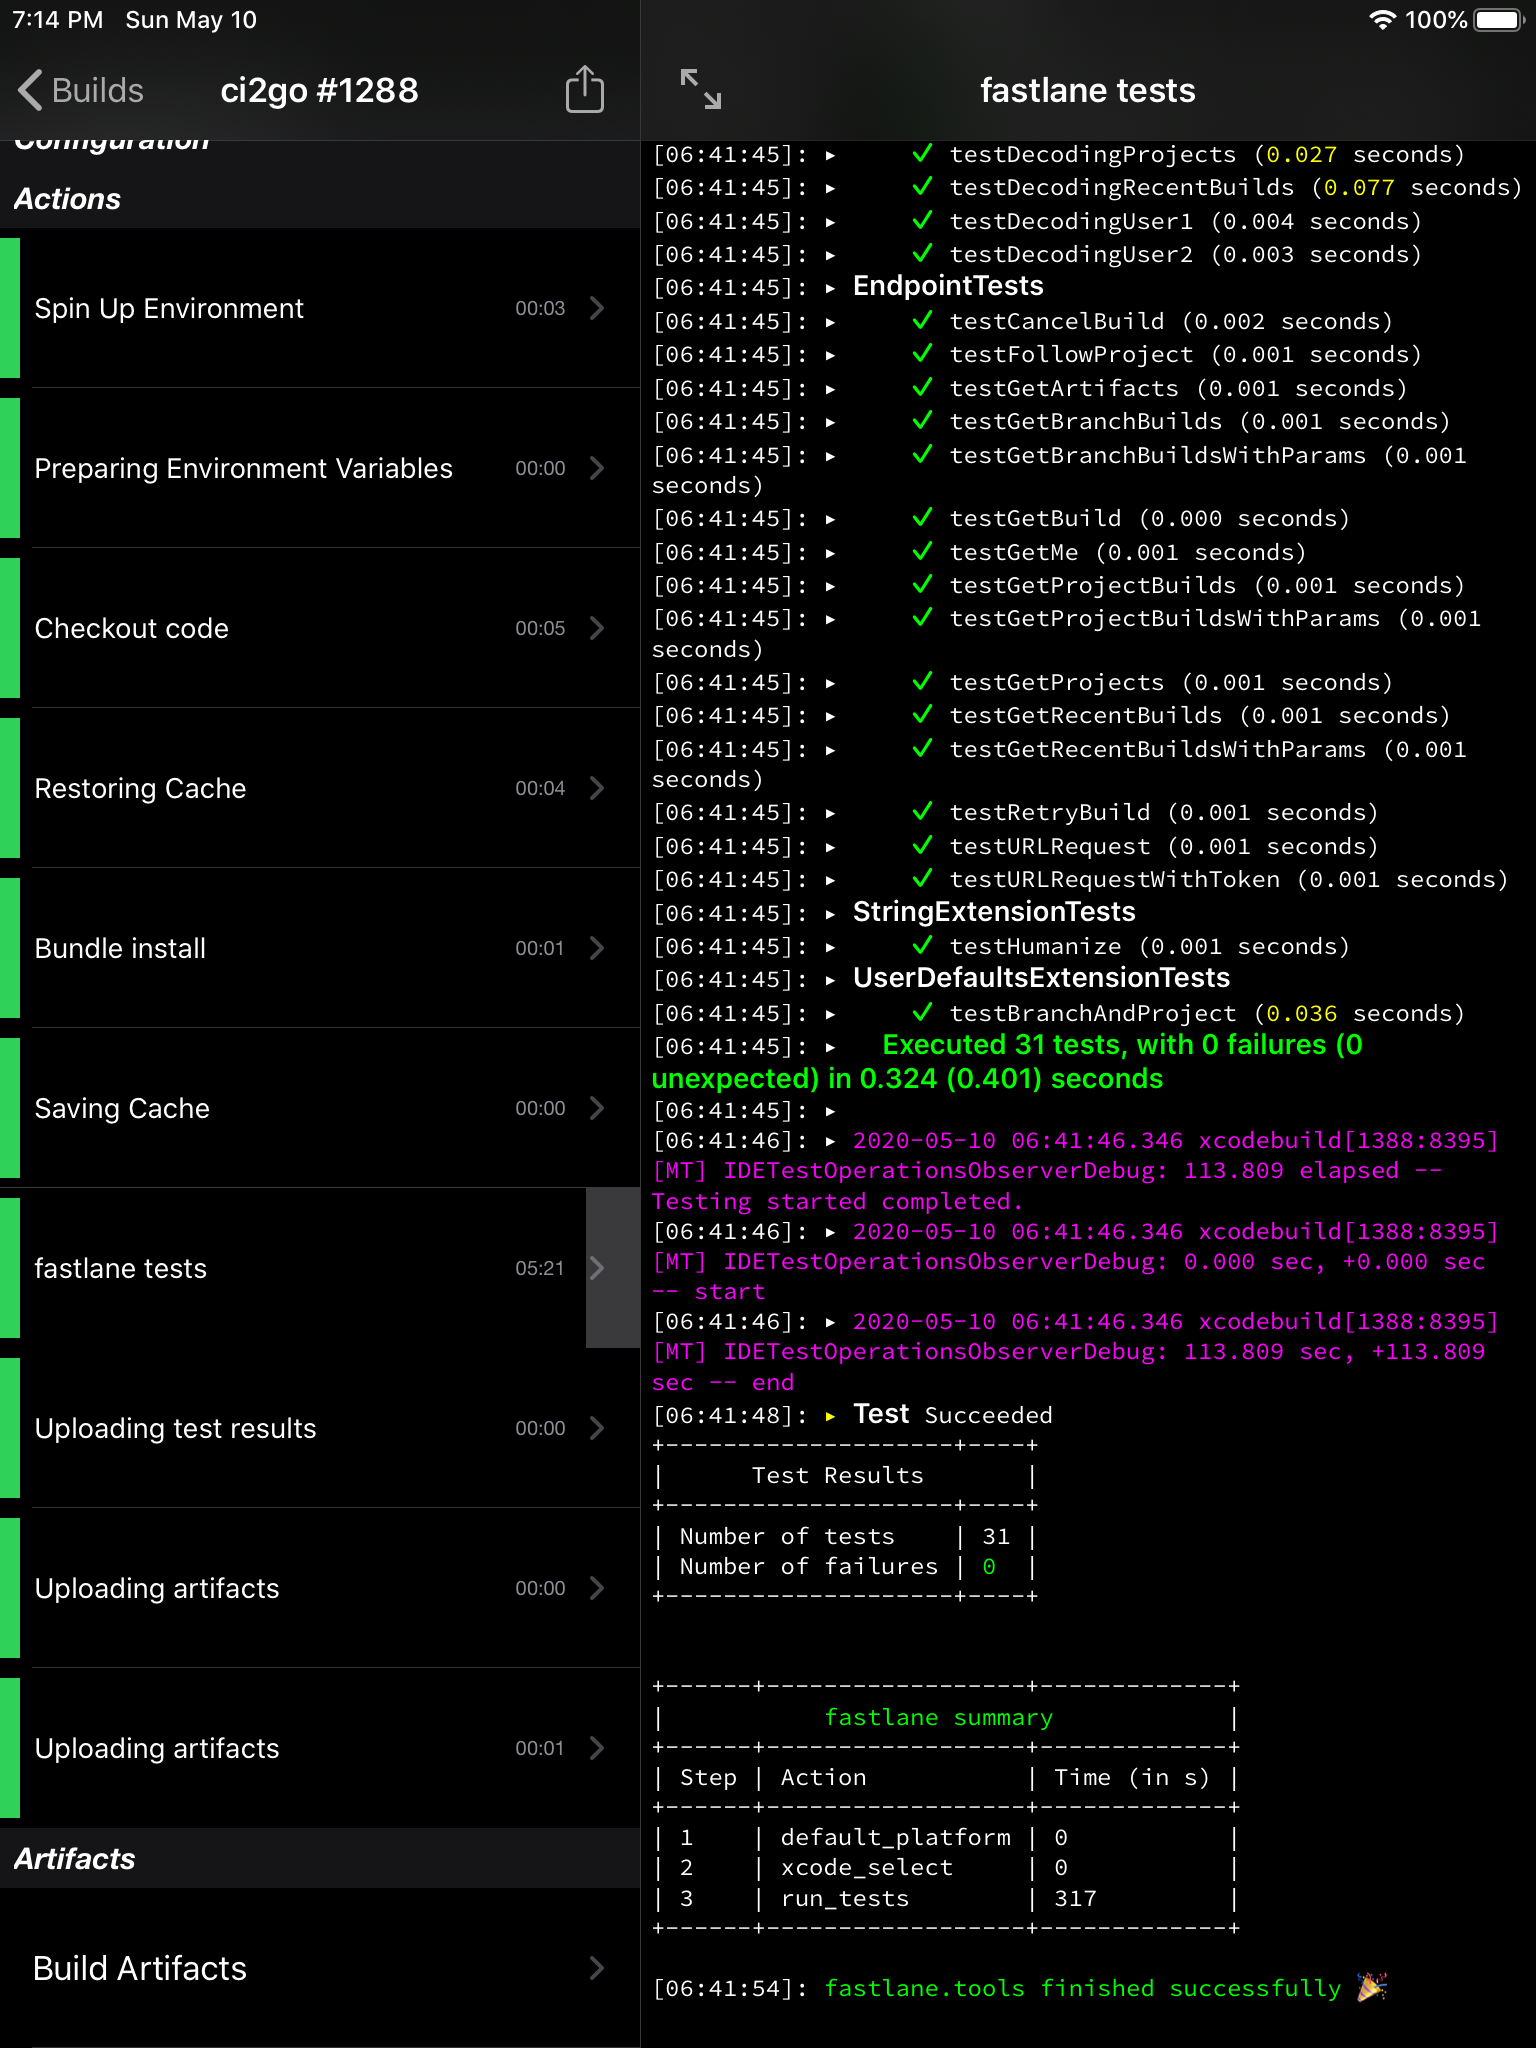 7:14 PM Sun May 10
100%
Builds
ci2go #1288
Configuration
Actions
Spin Up Environment 00:03
Preparing Environment Variables 00:00
Checkout code 00:05
Restoring Cache 00:04
Bundle install 00:01
Saving Cache 00:00
fastlane tests 05:21
Uploading test results 00:00
Uploading artifacts 00:00
Uploading artifacts 00:01
Artifacts
Build Artifacts
fastlane tests
[06:41:45]: ▸ ✓ testDecodingProjects (0.027 seconds)
[06:41:45]: ▸ ✓ testDecodingRecentBuilds (0.077 seconds)
[06:41:45]: ▸ ✓ testDecodingUser1 (0.004 seconds)
[06:41:45]: ▸ ✓ testDecodingUser2 (0.003 seconds)
[06:41:45]: ▸ EndpointTests
[06:41:45]: ▸ ✓ testCancelBuild (0.002 seconds)
[06:41:45]: ▸ ✓ testFollowProject (0.001 seconds)
[06:41:45]: ▸ ✓ testGetArtifacts (0.001 seconds)
[06:41:45]: ▸ ✓ testGetBranchBuilds (0.001 seconds)
[06:41:45]: ▸ ✓ testGetBranchBuildsWithParams (0.001
seconds)
[06:41:45]: ▸ ✓ testGetBuild (0.000 seconds)
[06:41:45]: ▸ ✓ testGetMe (0.001 seconds)
[06:41:45]: ▸ ✓ testGetProjectBuilds (0.001 seconds)
[06:41:45]: ▸ ✓ testGetProjectBuildsWithParams (0.001
seconds)
[06:41:45]: ▸ ✓ testGetProjects (0.001 seconds)
[06:41:45]: ▸ ✓ testGetRecentBuilds (0.001 seconds)
[06:41:45]: ▸ ✓ testGetRecentBuildsWithParams (0.001
seconds)
[06:41:45]: ▸ ✓ testRetryBuild (0.001 seconds)
[06:41:45]: ▸ ✓ testURLRequest (0.001 seconds)
[06:41:45]: ▸ ✓ testURLRequestWithToken (0.001 seconds)
[06:41:45]: ▸ StringExtensionTests
[06:41:45]: ▸ ✓ testHumanize (0.001 seconds)
[06:41:45]: ▸ UserDefaultsExtensionTests
[06:41:45]: ▸ ✓ testBranchAndProject (0.036 seconds)
[06:41:45]: ▸ Executed 31 tests, with 0 failures (0
unexpected) in 0.324 (0.401) seconds
[06:41:45]: ▸
[06:41:46]: ▸ 2020-05-10 06:41:46.346 xcodebuild[1388:8395]
[MT] IDETestOperationsObserverDebug: 113.809 elapsed --
Testing started completed.
[06:41:46]: ▸ 2020-05-10 06:41:46.346 xcodebuild[1388:8395]
[MT] IDETestOperationsObserverDebug: 0.000 sec, +0.000 sec
-- start
[06:41:46]: ▸ 2020-05-10 06:41:46.346 xcodebuild[1388:8395]
[MT] IDETestOperationsObserverDebug: 113.809 sec, +113.809
sec -- end
[06:41:48]: ▸ Test Succeeded
+--------------------+----+
| Test Results |
+--------------------+----+
| Number of tests | 31 |
| Number of failures | 0 |
+--------------------+----+
+------+------------------+-------------+
| fastlane summary |
+------+------------------+-------------+
| Step | Action | Time (in s) |
+------+------------------+-------------+
| 1 | default_platform | 0 |
| 2 | xcode_select | 0 |
| 3 | run_tests | 317 |
+------+------------------+-------------+
[06:41:54]: fastlane.tools finished successfully 🎉